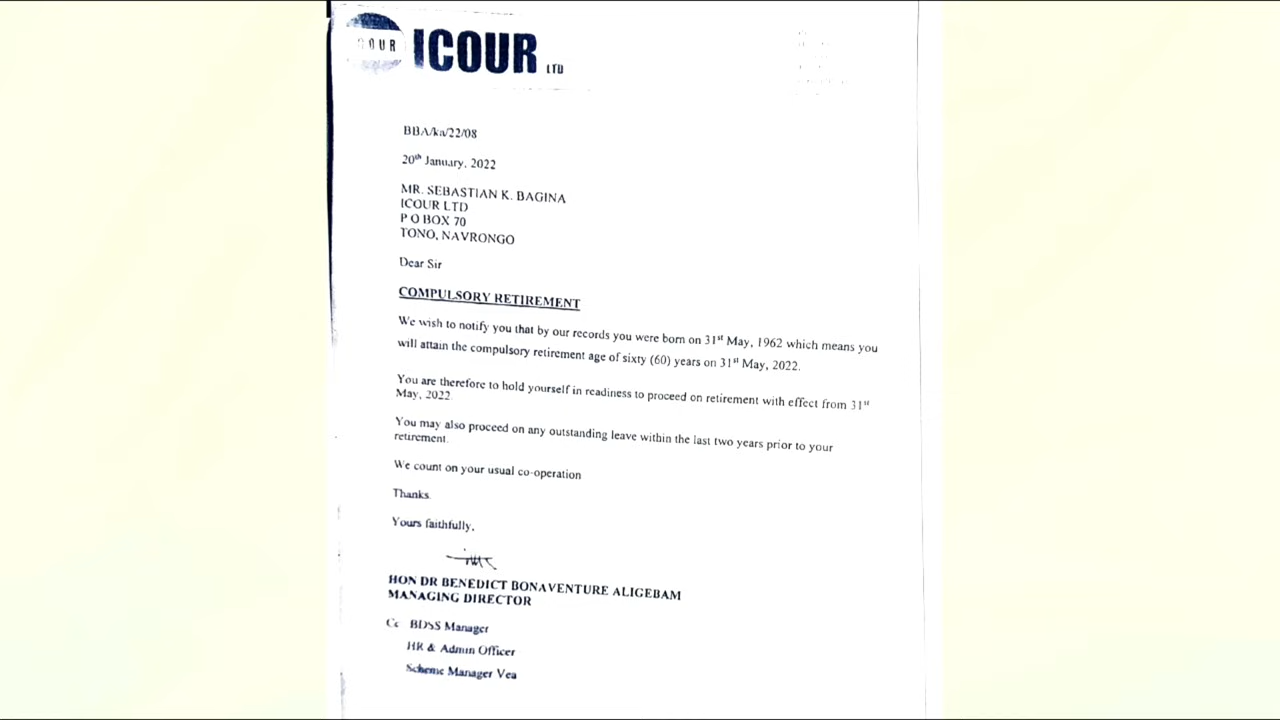 ICOUR LTD
BBA/ka/22/08
20th January, 2022
MR. SEBASTIAN K. BAGINA
ICOUR LTD
P O BOX 70
TONO, NAVRONGO
Dear Sir
COMPULSORY RETIREMENT
We wish to notify you that by our records you were born on 31st May, 1962 which means you
will attain the compulsory retirement age of sixty (60) years on 31st May, 2022.
You are therefore to hold yourself in readiness to proceed on retirement with effect from 31st
May, 2022.
You may also proceed on any outstanding leave within the last two years prior to your
retirement.
We count on your usual co-operation
Thanks.
Yours faithfully,
HON DR BENEDICT BONAVENTURE ALIGEBAM
MANAGING DIRECTOR
Cc BDSS Manager
HR & Admin Officer
Scheme Manager Vea